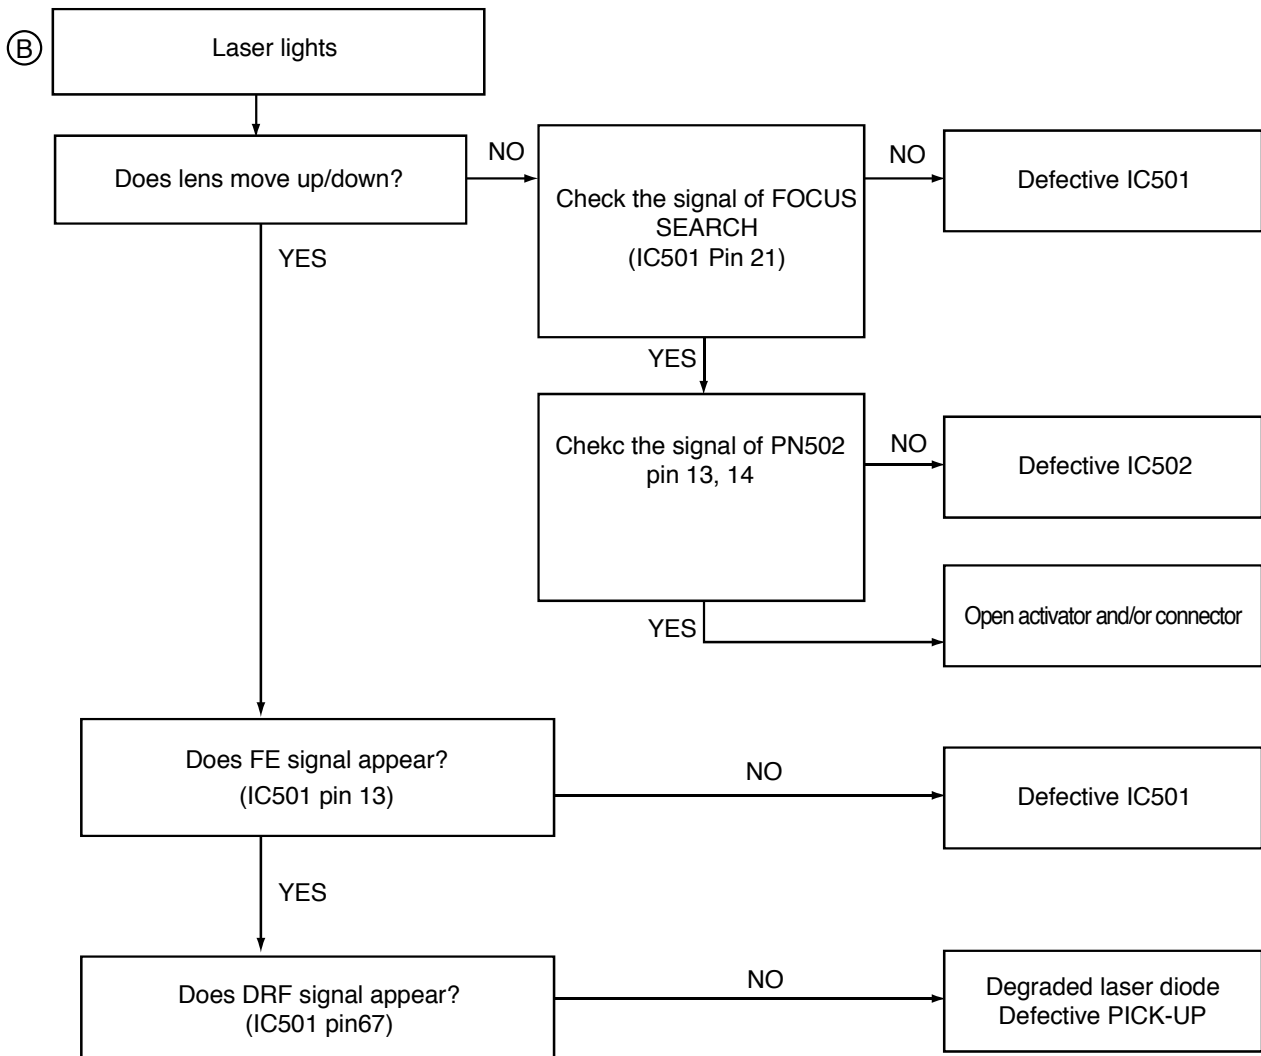 B
Laser lights
Does lens move up/down?
NO
Check the signal of FOCUS
SEARCH
(IC501 Pin 21)
NO
Defective IC501
YES
YES
Chekc the signal of PN502
pin 13, 14
NO
Defective IC502
YES
Open activator and/or connector
Does FE signal appear?
(IC501 pin 13)
NO
Defective IC501
YES
Does DRF signal appear?
(IC501 pin67)
NO
Degraded laser diode
Defective PICK-UP